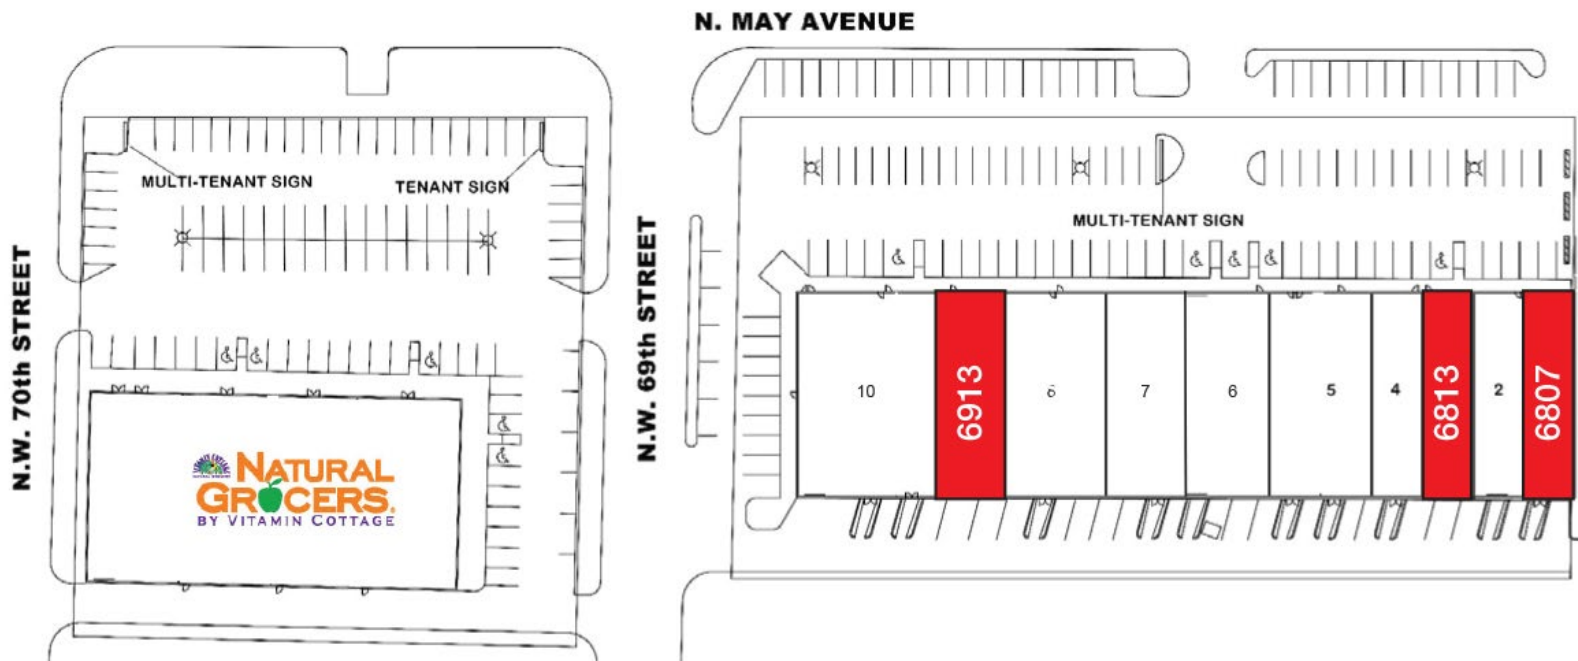 N. MAY AVENUE
MULTI-TENANT SIGN
TENANT SIGN
MULTI-TENANT SIGN
N.W. 70th STREET
N.W. 69th STREET
NATURAL
GROCERS
BY VITAMIN COTTAGE
10
6913
7
6
5
4
6813
2
6807